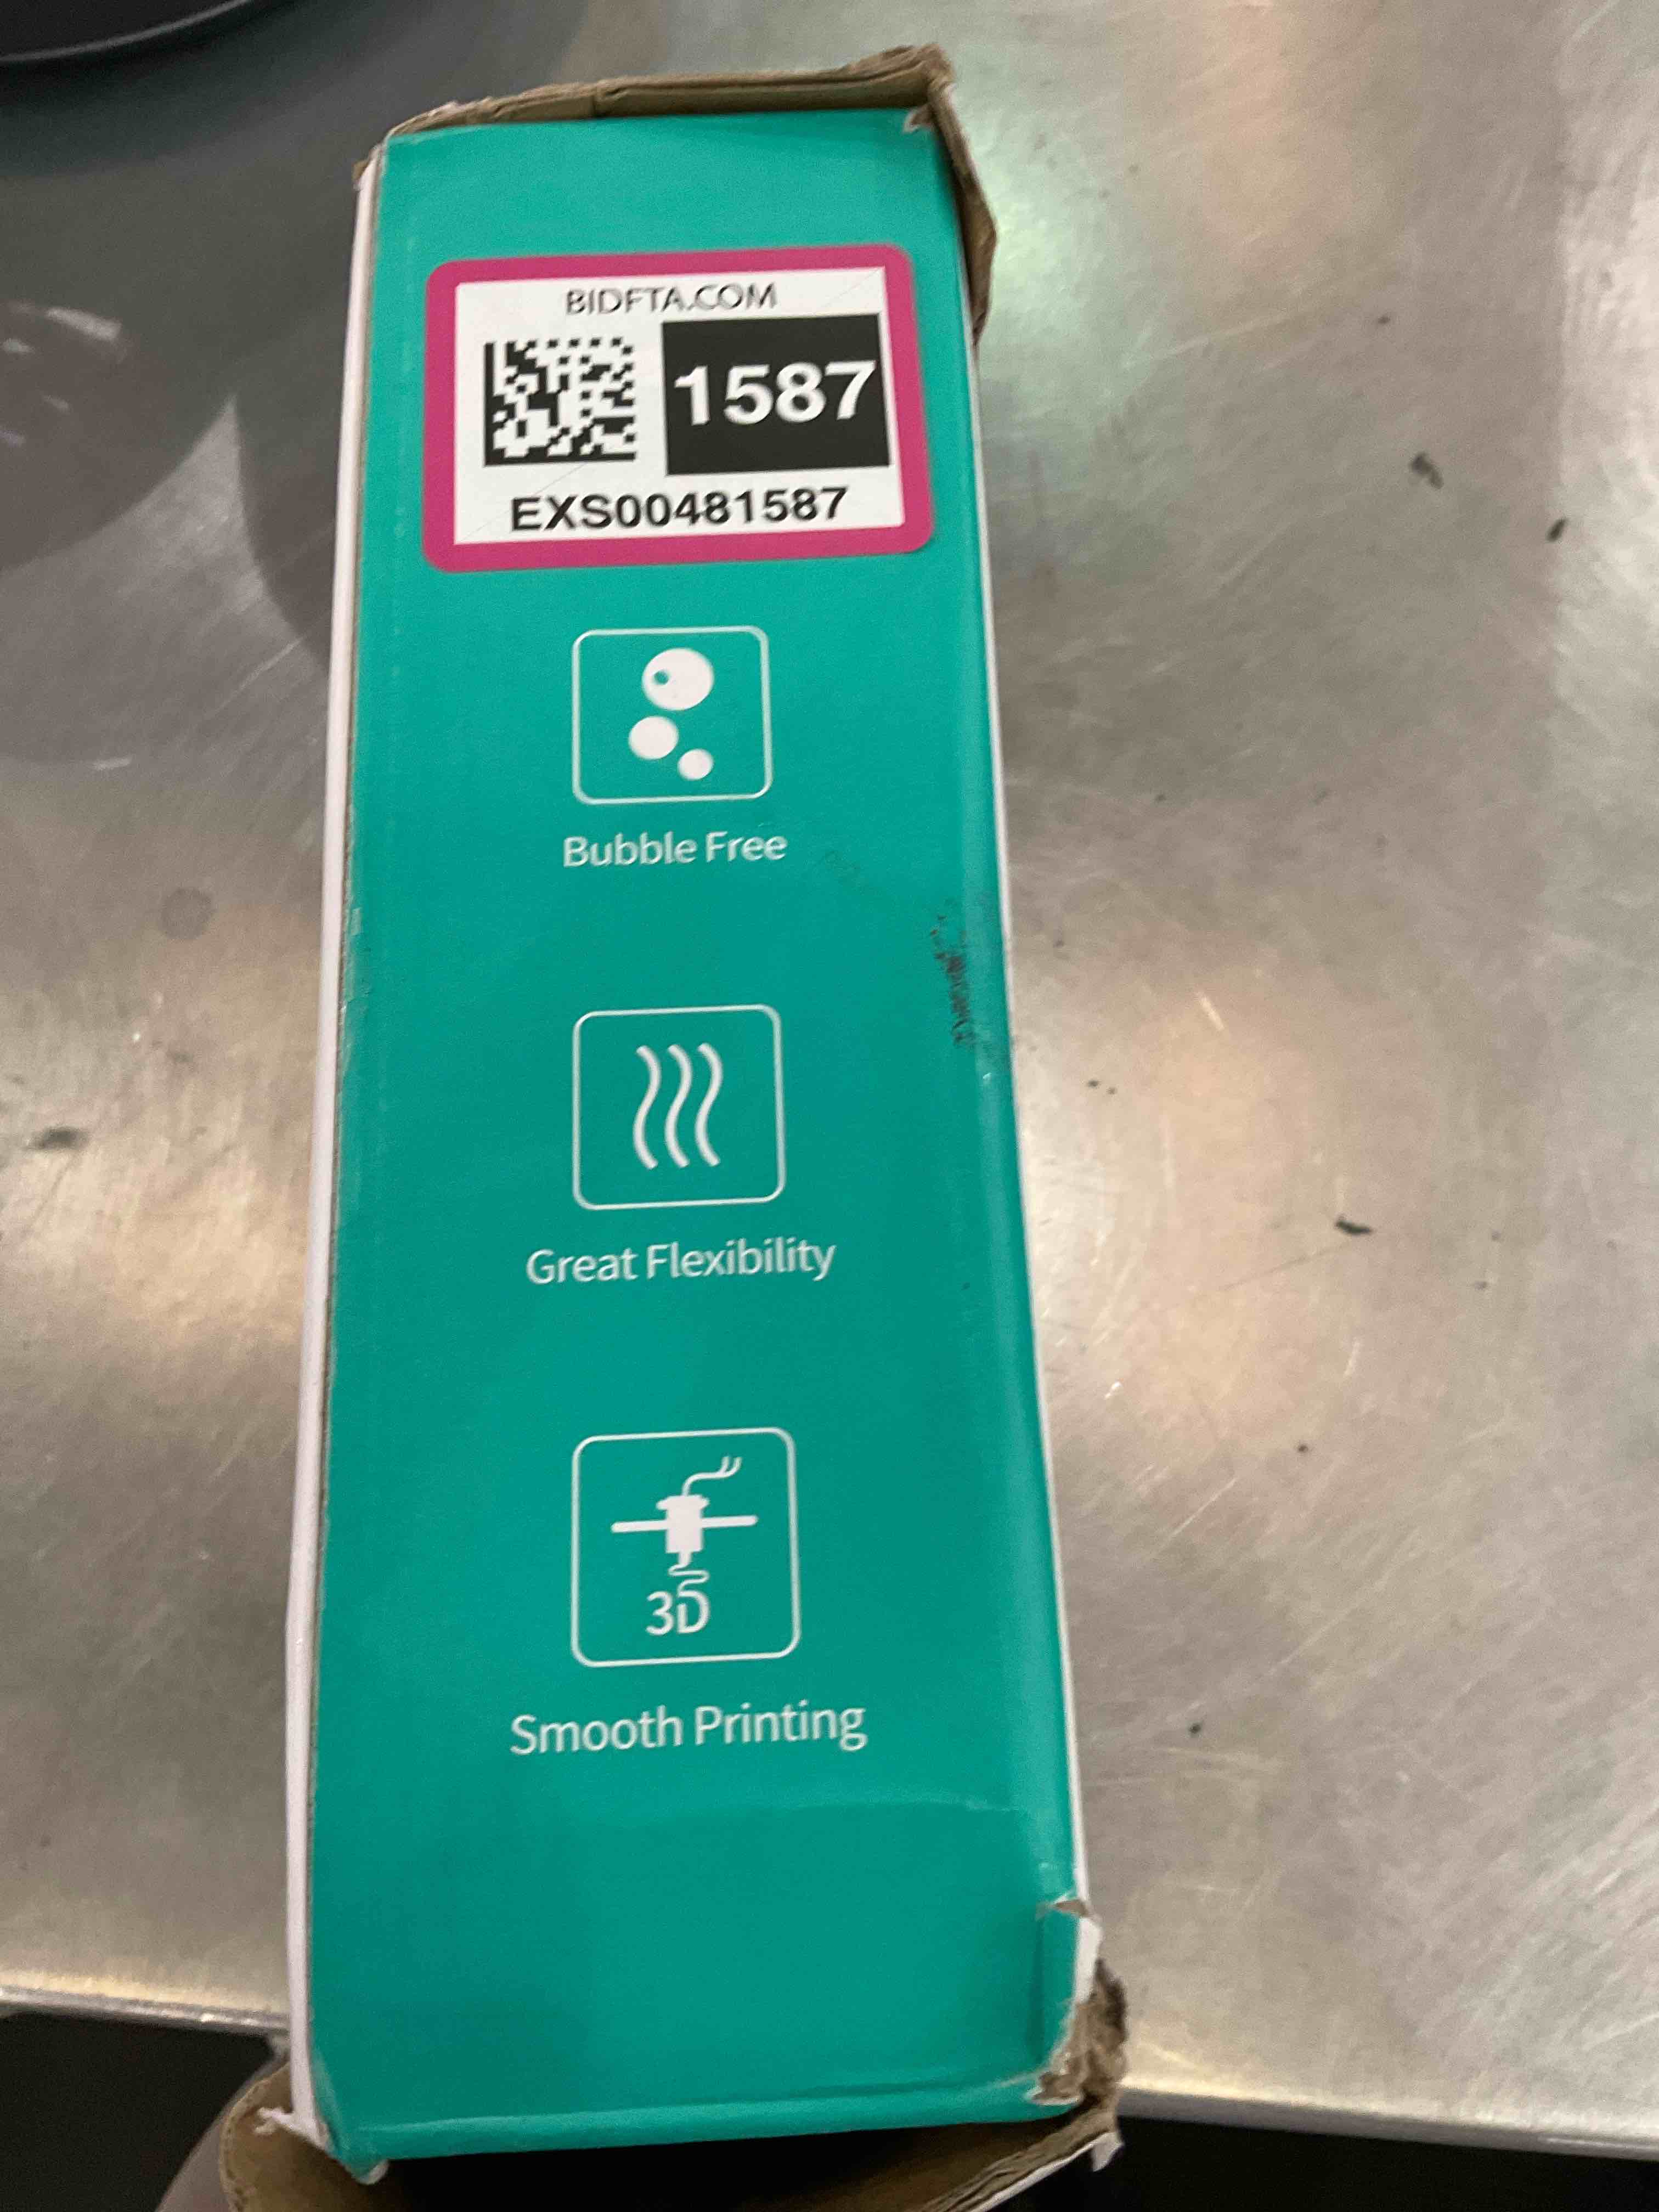 BIDFTA.COM
1587
EXS00481587
Bubble Free
Great Flexibility
3D
Smooth Printing